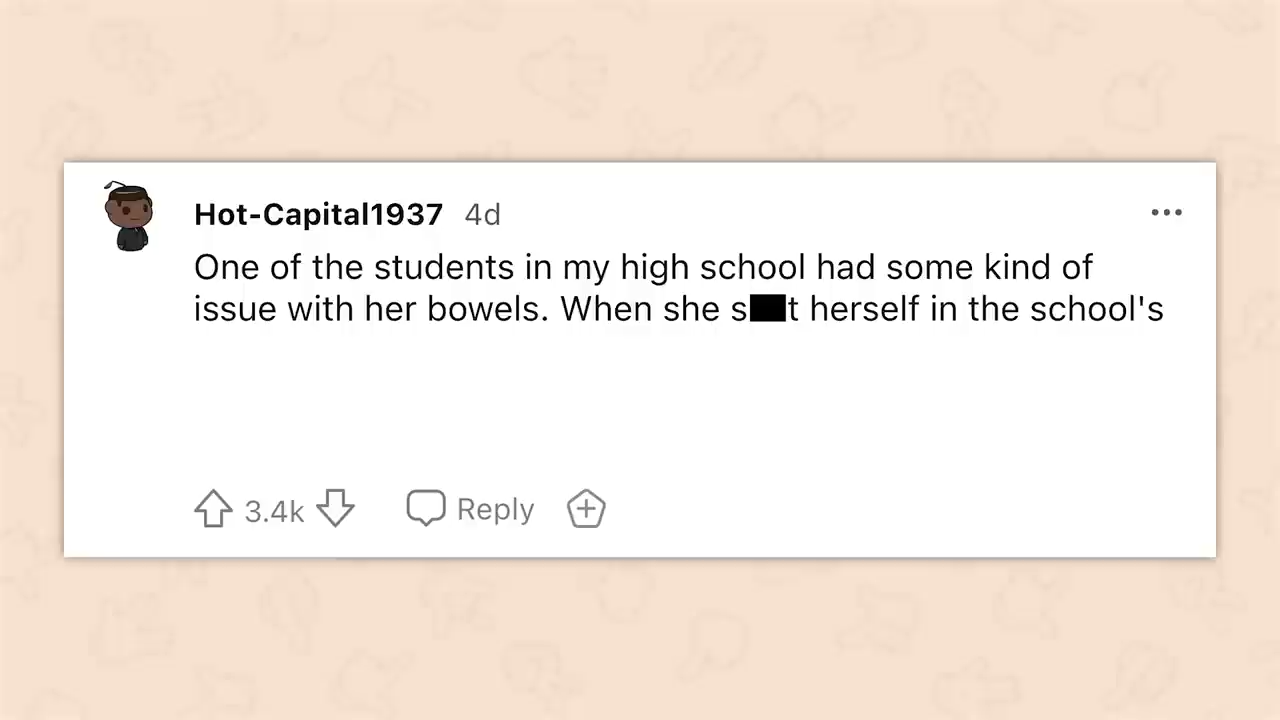 Hot-Capital1937 4d
One of the students in my high school had some kind of
issue with her bowels. When she s██t herself in the school's
3.4k Reply